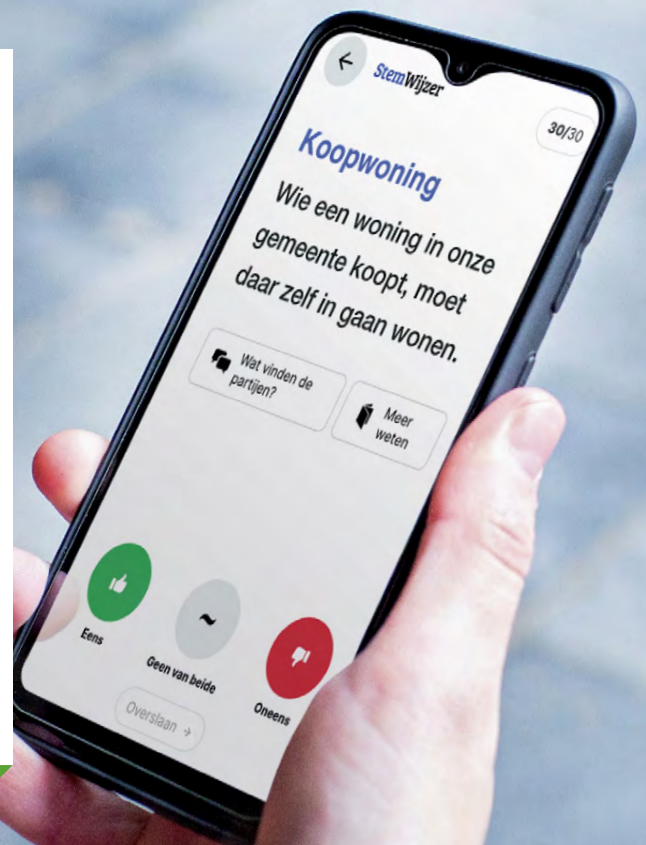 StemWijzer
30/30
Koopwoning
Wie een woning in onze
gemeente koopt, moet
daar zelf in gaan wonen.
Wat vinden de
partijen?
Meer
weten
Eens
Geen van beide
Oneens
Overslaan →